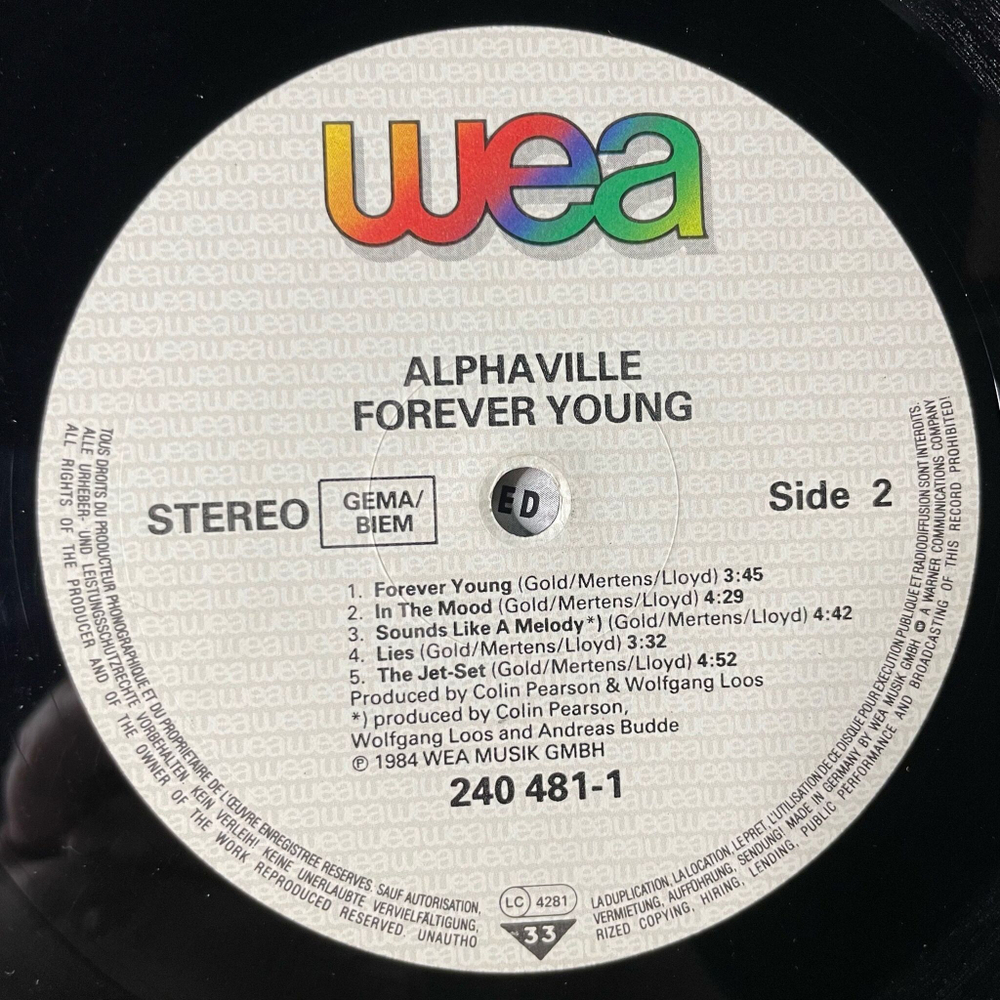 wea
ALPHAVILLE
FOREVER YOUNG
STEREO
GEMA/
BIEM
ED
Side 2
1. Forever Young (Gold/Mertens/Lloyd) 3:45
2. In The Mood (Gold/Mertens/Lloyd) 4:29
3. Sounds Like A Melody*) (Gold/Mertens/Lloyd) 4:42
4. Lies (Gold/Mertens/Lloyd) 3:32
5. The Jet-Set (Gold/Mertens/Lloyd) 4:52
Produced by Colin Pearson & Wolfgang Loos
*) produced by Colin Pearson,
Wolfgang Loos and Andreas Budde
℗ 1984 WEA MUSIK GMBH
240 481-1
LC 4281
33
TOUS DROITS DU PRODUCTEUR PHONOGRAPHIQUE ET DU PROPRIETAIRE DE L'ŒUVRE ENREGISTREE RESERVES. SAUF AUTORISATION,
LA DUPLICATION, LA LOCATION, LE PRET, L'UTILISATION DE CE DISQUE POUR EXECUTION PUBLIQUE ET RADIODIFFUSION SONT INTERDITS.
ALLE URHEBER- UND LEISTUNGSSCHUTZRECHTE VORBEHALTEN. KEIN VERLEIH! KEINE UNERLAUBTE VERVIELFÄLTIGUNG,
VERMIETUNG, AUFFÜHRUNG, SENDUNG! MADE IN GERMANY BY WEA MUSIK GMBH A WARNER COMMUNICATIONS COMPANY
ALL RIGHTS OF THE PRODUCER AND OF THE OWNER OF THE WORK REPRODUCED RESERVED. UNAUTHO
RIZED COPYING, HIRING, LENDING, PUBLIC PERFORMANCE AND BROADCASTING OF THIS RECORD PROHIBITED!